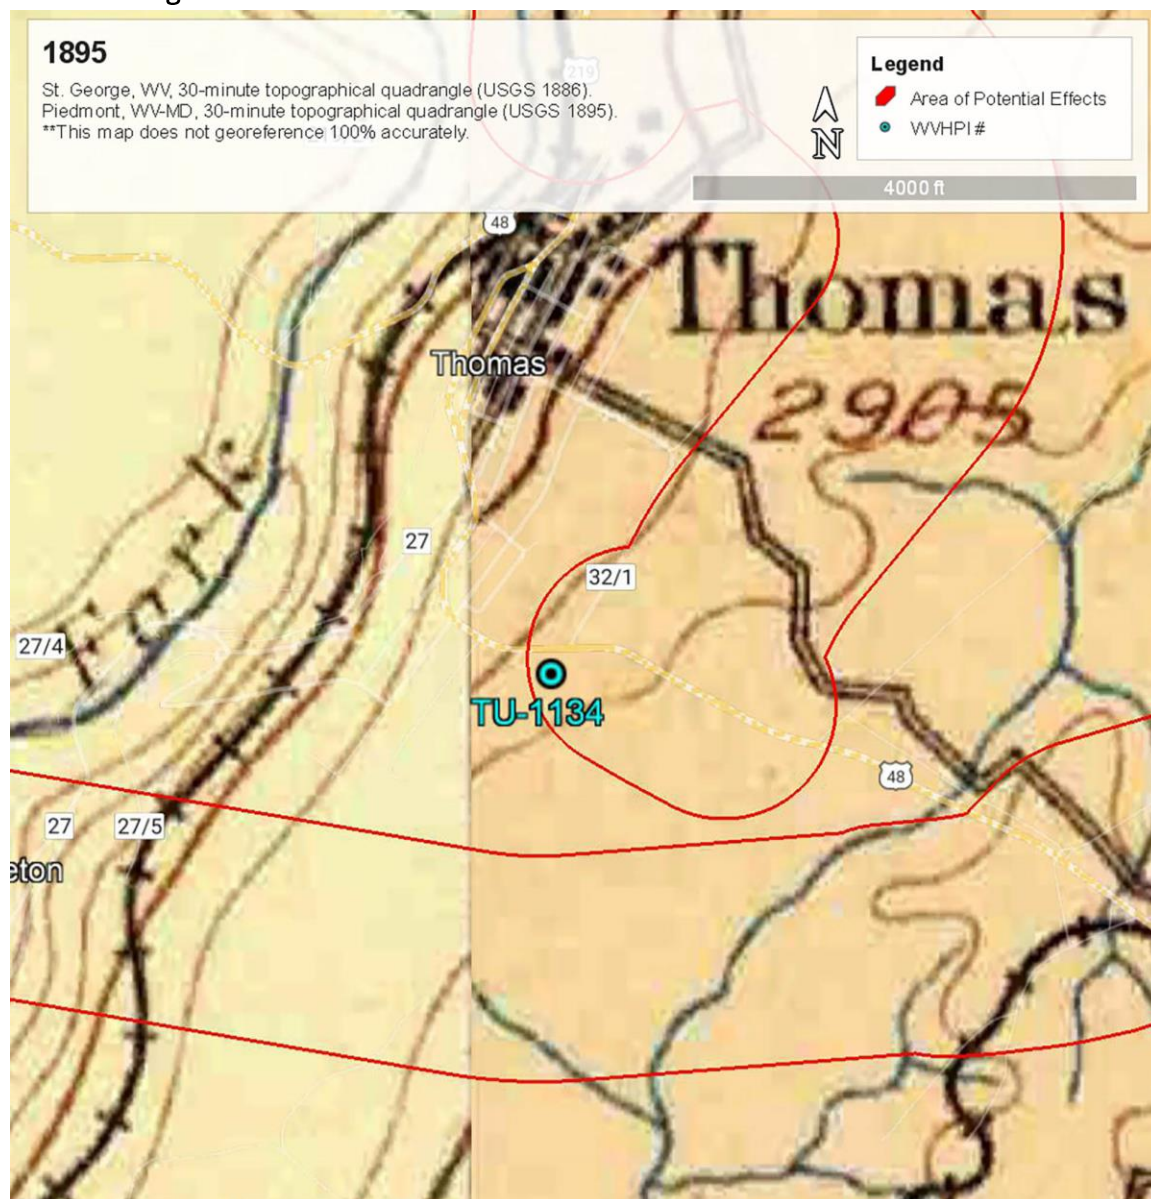 1895
St. George, WV, 30-minute topographical quadrangle (USGS 1886).
Piedmont, WV-MD, 30-minute topographical quadrangle (USGS 1895).
**This map does not georeference 100% accurately.
Legend
Area of Potential Effects
WVHPI #
N
4000 ft
219
48
Thomas
Thomas
2905
Fork
27
32/1
27/4
TU-1134
48
27
27/5
eton